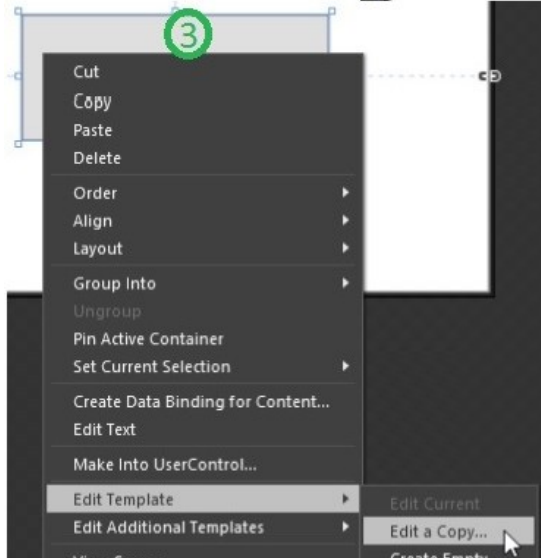 3
Cut
Copy
Paste
Delete
Order
Align
Layout
Group Into
Ungroup
Pin Active Container
Set Current Selection
Create Data Binding for Content...
Edit Text
Make Into UserControl...
Edit Template
Edit Current
Edit Additional Templates
Edit a Copy...
Create Empty